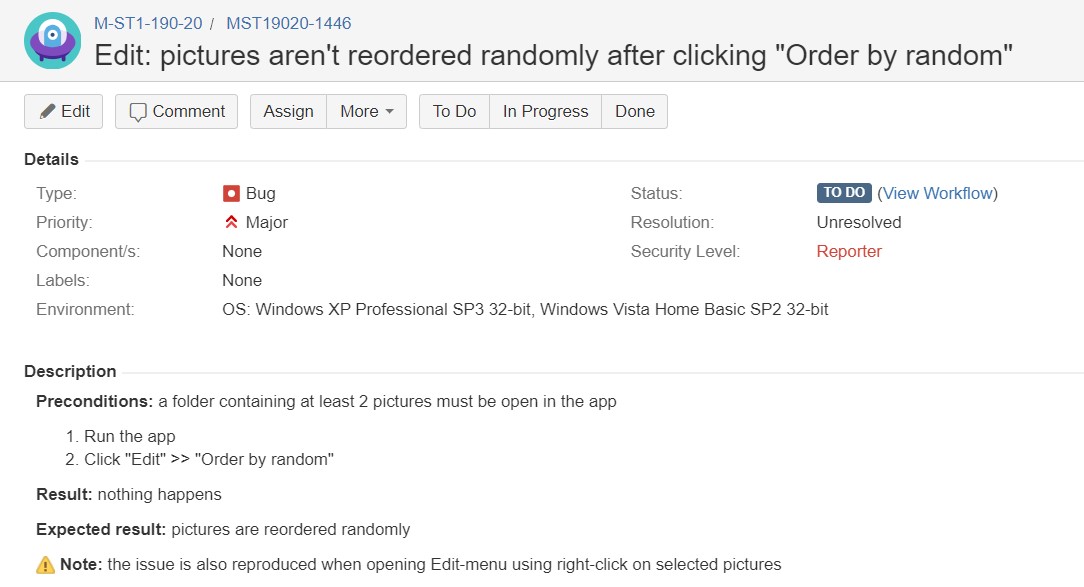 M-ST1-190-20 / MST19020-1446
Edit: pictures aren't reordered randomly after clicking "Order by random"
Edit Comment Assign More To Do In Progress Done
Details
Type: Bug Status: TO DO (View Workflow)
Priority: Major Resolution: Unresolved
Component/s: None Security Level: Reporter
Labels: None
Environment: OS: Windows XP Professional SP3 32-bit, Windows Vista Home Basic SP2 32-bit
Description
Preconditions: a folder containing at least 2 pictures must be open in the app
1. Run the app
2. Click "Edit" >> "Order by random"
Result: nothing happens
Expected result: pictures are reordered randomly
Note: the issue is also reproduced when opening Edit-menu using right-click on selected pictures